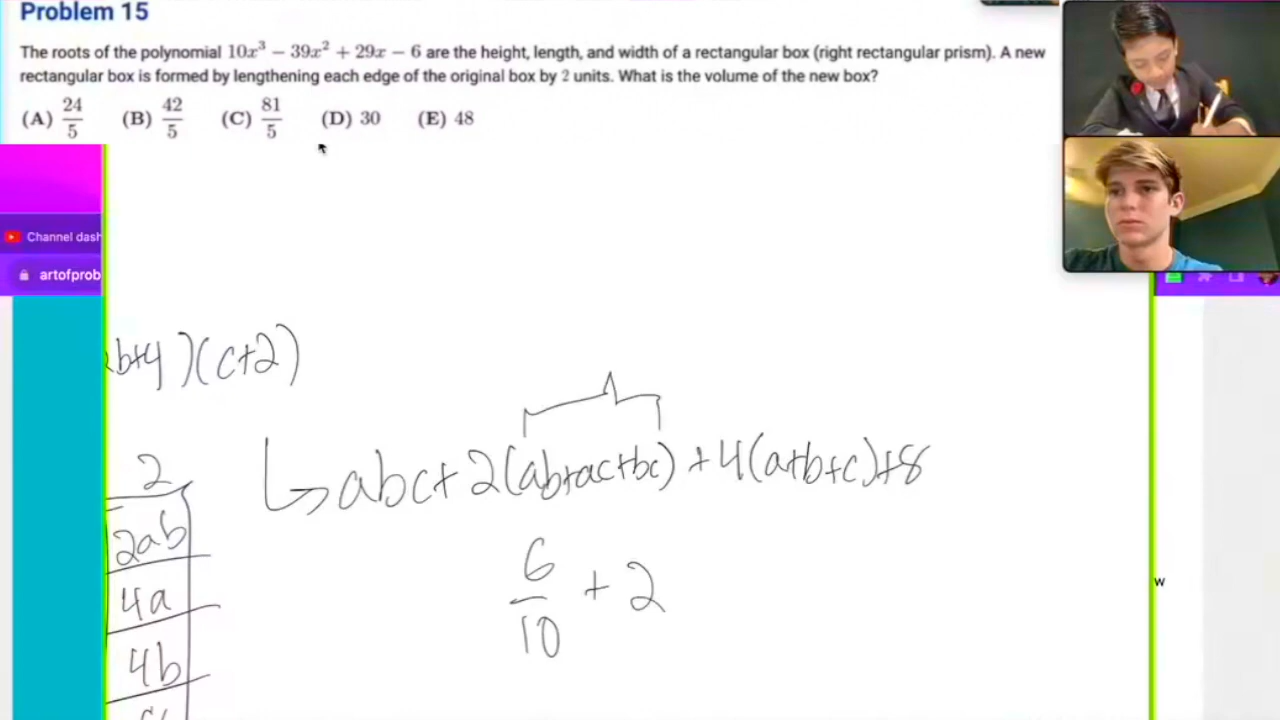 Problem 15
The roots of the polynomial 10x³ − 39x² + 29x − 6 are the height, length, and width of a rectangular box (right rectangular prism). A new
rectangular box is formed by lengthening each edge of the original box by 2 units. What is the volume of the new box?
(A) 24/5 (B) 42/5 (C) 81/5 (D) 30 (E) 48
Channel dash
artofprob
b+4)(c+2)
abc+2(ab+ac+bc)+4(a+b+c)+8
2
2ab
4a
4b
6/10 + 2
w